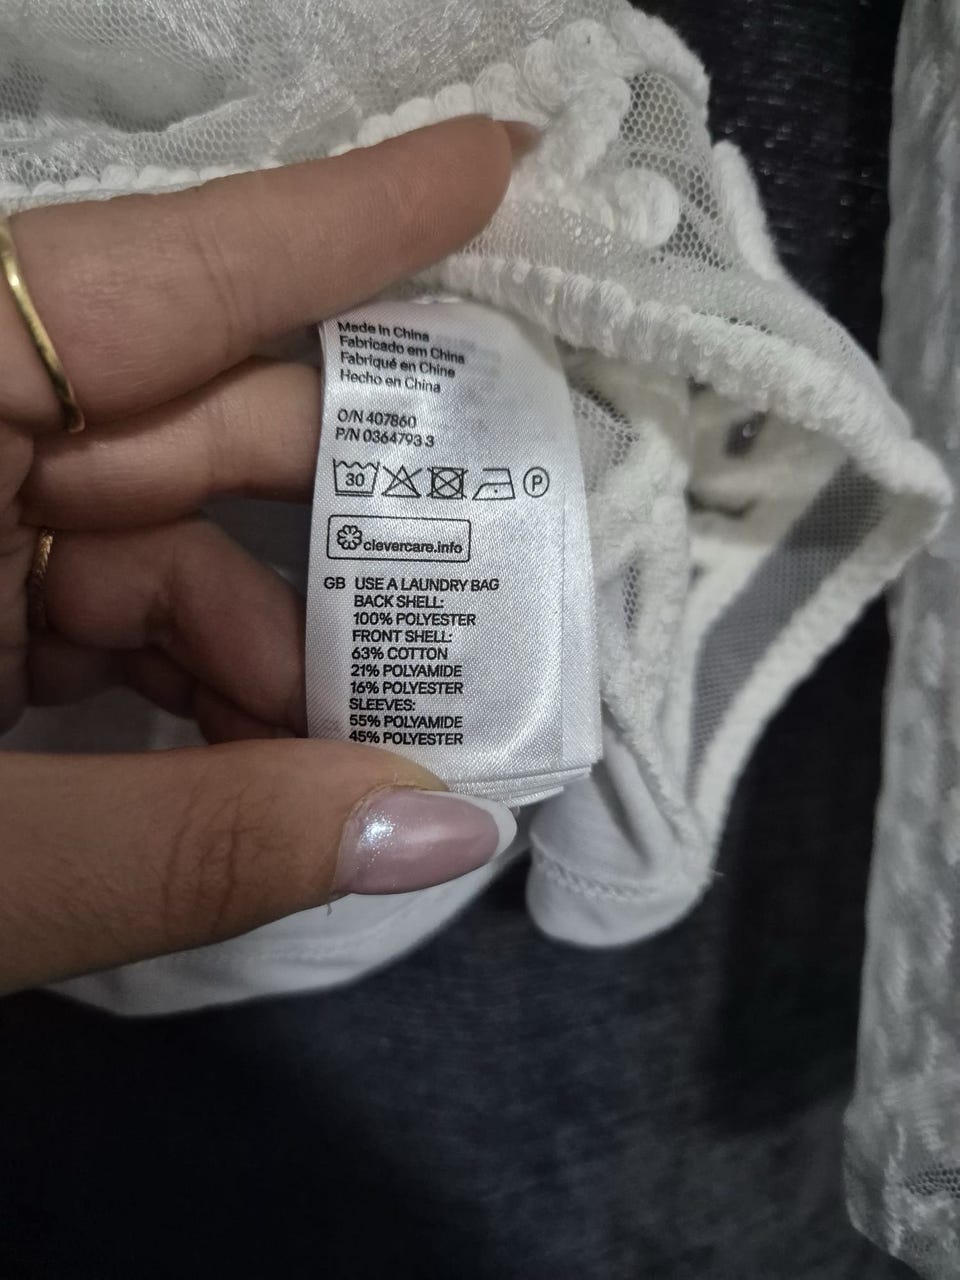 Made in China
Fabricado em China
Fabriqué en Chine
Hecho en China
O/N 407860
P/N 0364793 3
30 P
clevercare.info
GB USE A LAUNDRY BAG
BACK SHELL:
100% POLYESTER
FRONT SHELL:
63% COTTON
21% POLYAMIDE
16% POLYESTER
SLEEVES:
55% POLYAMIDE
45% POLYESTER